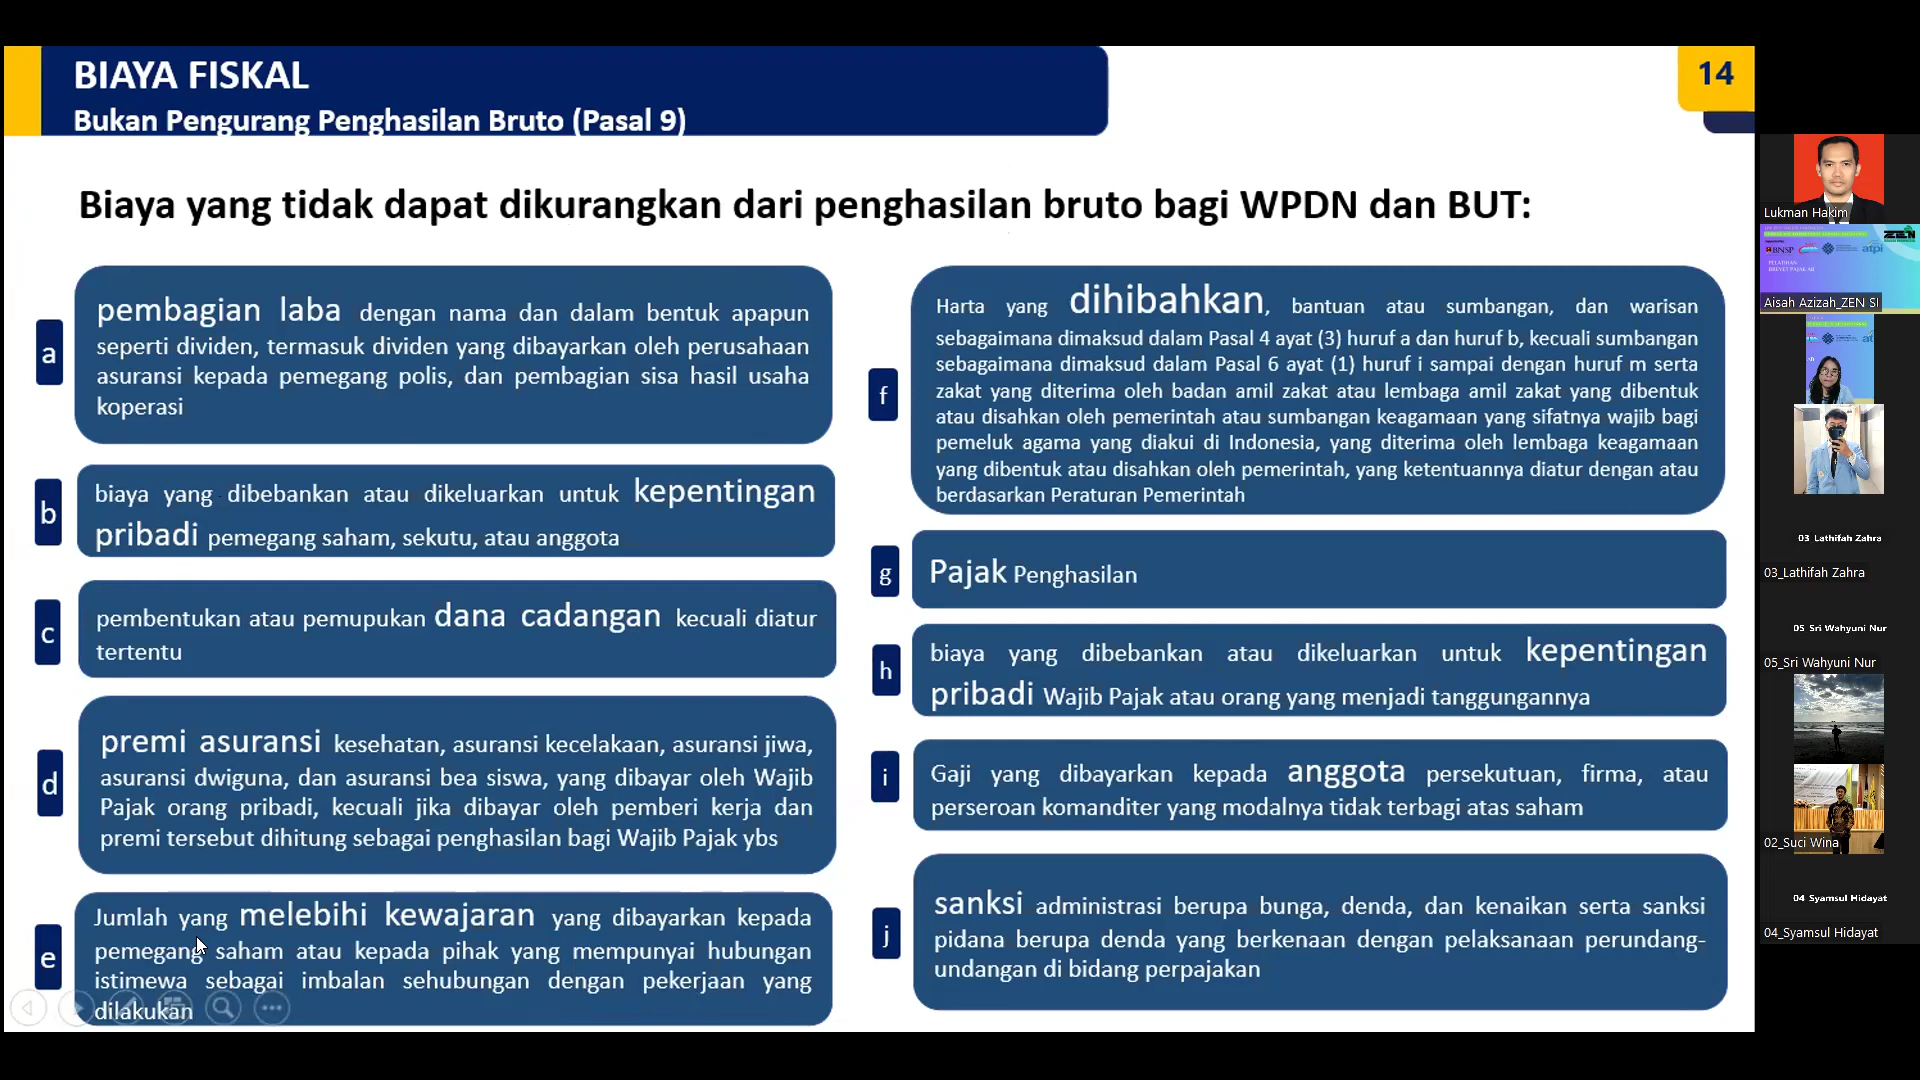 BIAYA FISKAL
Bukan Pengurang Penghasilan Bruto (Pasal 9)
14
Biaya yang tidak dapat dikurangkan dari penghasilan bruto bagi WPDN dan BUT:
a
pembagian laba dengan nama dan dalam bentuk apapun
seperti dividen, termasuk dividen yang dibayarkan oleh perusahaan
asuransi kepada pemegang polis, dan pembagian sisa hasil usaha
koperasi
b
biaya yang dibebankan atau dikeluarkan untuk kepentingan
pribadi pemegang saham, sekutu, atau anggota
c
pembentukan atau pemupukan dana cadangan kecuali diatur
tertentu
d
premi asuransi kesehatan, asuransi kecelakaan, asuransi jiwa,
asuransi dwiguna, dan asuransi bea siswa, yang dibayar oleh Wajib
Pajak orang pribadi, kecuali jika dibayar oleh pemberi kerja dan
premi tersebut dihitung sebagai penghasilan bagi Wajib Pajak ybs
e
Jumlah yang melebihi kewajaran yang dibayarkan kepada
pemegang saham atau kepada pihak yang mempunyai hubungan
istimewa sebagai imbalan sehubungan dengan pekerjaan yang
dilakukan
f
Harta yang dihibahkan, bantuan atau sumbangan, dan warisan
sebagaimana dimaksud dalam Pasal 4 ayat (3) huruf a dan huruf b, kecuali sumbangan
sebagaimana dimaksud dalam Pasal 6 ayat (1) huruf i sampai dengan huruf m serta
zakat yang diterima oleh badan amil zakat atau lembaga amil zakat yang dibentuk
atau disahkan oleh pemerintah atau sumbangan keagamaan yang sifatnya wajib bagi
pemeluk agama yang diakui di Indonesia, yang diterima oleh lembaga keagamaan
yang dibentuk atau disahkan oleh pemerintah, yang ketentuannya diatur dengan atau
berdasarkan Peraturan Pemerintah
g
Pajak Penghasilan
h
biaya yang dibebankan atau dikeluarkan untuk kepentingan
pribadi Wajib Pajak atau orang yang menjadi tanggungannya
i
Gaji yang dibayarkan kepada anggota persekutuan, firma, atau
perseroan komanditer yang modalnya tidak terbagi atas saham
j
sanksi administrasi berupa bunga, denda, dan kenaikan serta sanksi
pidana berupa denda yang berkenaan dengan pelaksanaan perundang-
undangan di bidang perpajakan
Lukman Hakim
ZEN
BNSP
atpi
PELATIHAN
BREVET PAJAK AB
Aisah Azizah_ZEN SI
03 Lathifah Zahra
03_Lathifah Zahra
05 Sri Wahyuni Nur
05_Sri Wahyuni Nur
02_Suci Wina
04 Syamsul Hidayat
04_Syamsul Hidayat